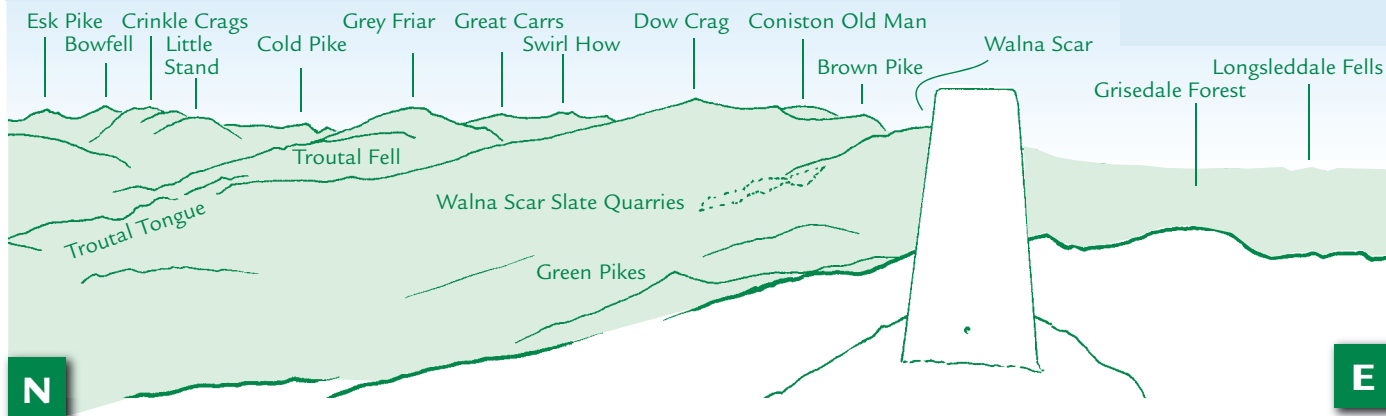 Esk Pike
Crinkle Crags
Grey Friar
Great Carrs
Dow Crag
Coniston Old Man
Bowfell
Little
Stand
Cold Pike
Swirl How
Walna Scar
Brown Pike
Longsleddale Fells
Grisedale Forest
Troutal Fell
Walna Scar Slate Quarries
Troutal Tongue
Green Pikes
N
E